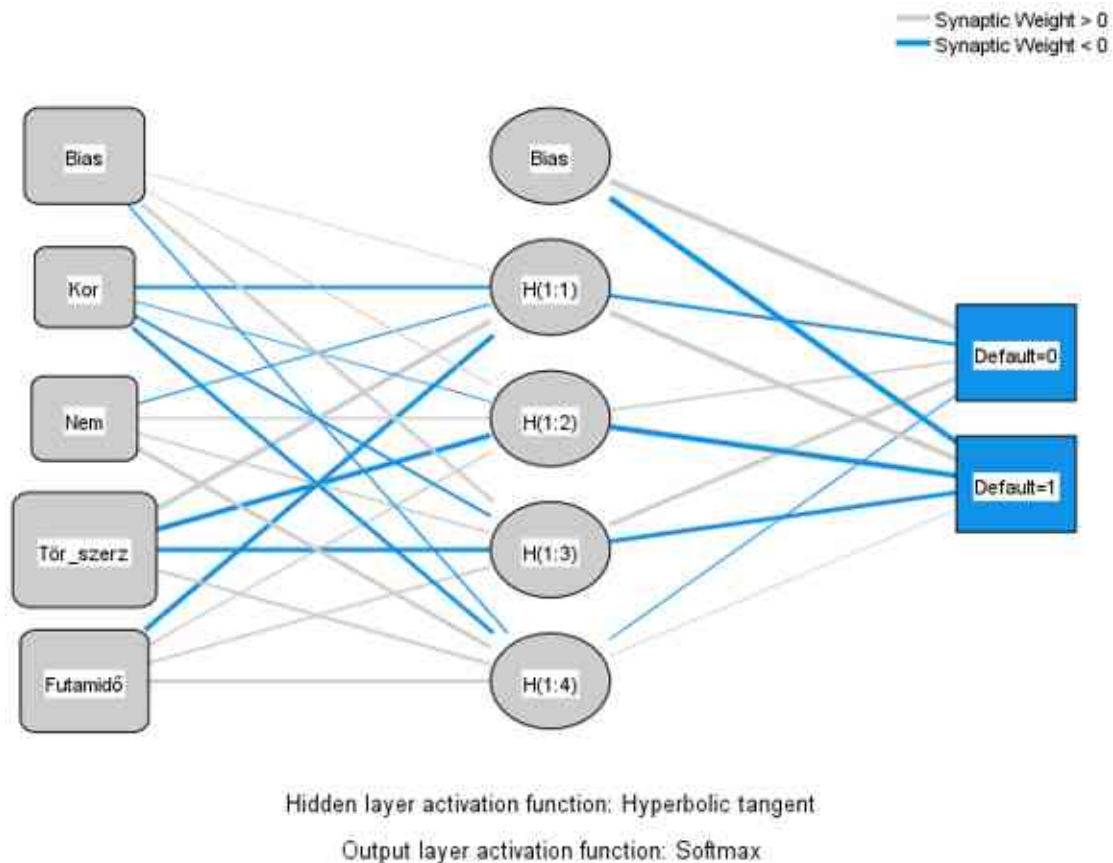 Synaptic Weight > 0
Synaptic Weight < 0
Bias
Bias
Kor
H(1:1)
Default=0
Nem
H(1:2)
Default=1
Tör_szerz
H(1:3)
Futamidő
H(1:4)
Hidden layer activation function: Hyperbolic tangent
Output layer activation function: Softmax